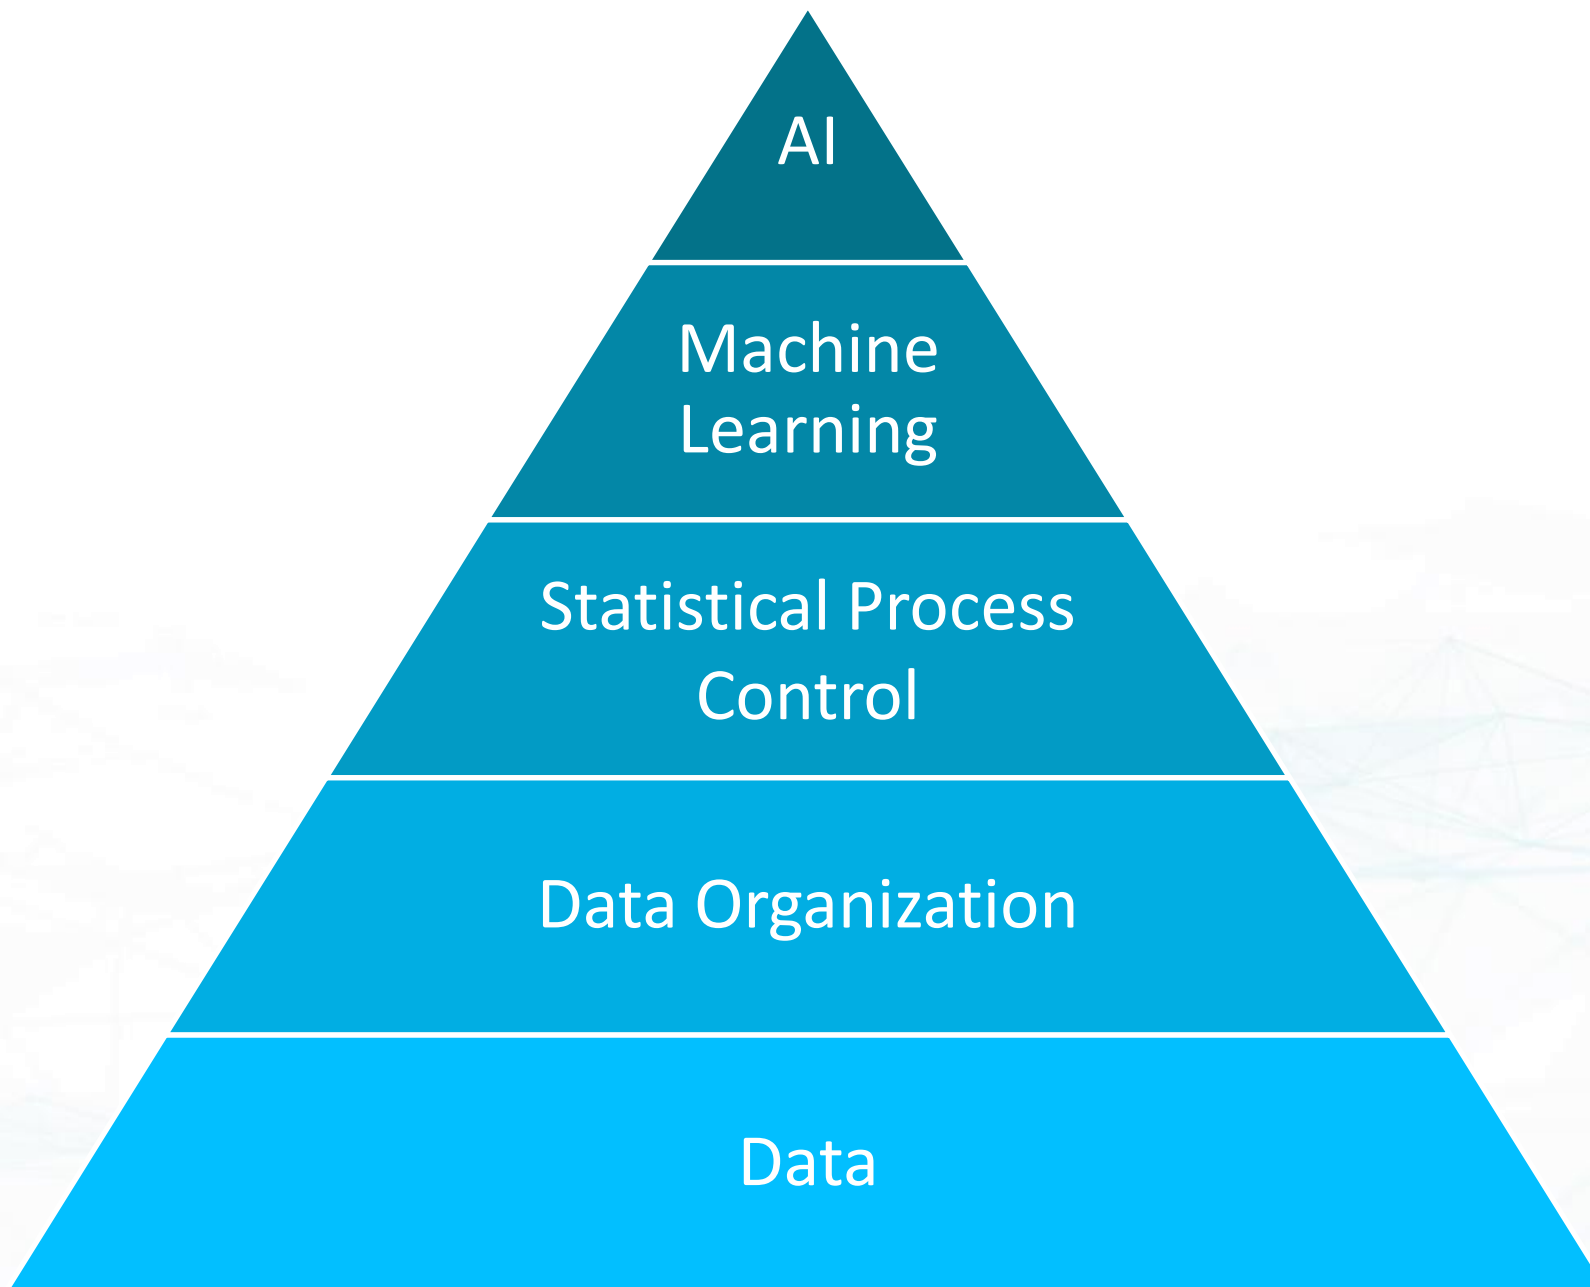 AI
Machine
Learning
Statistical Process
Control
Data Organization
Data